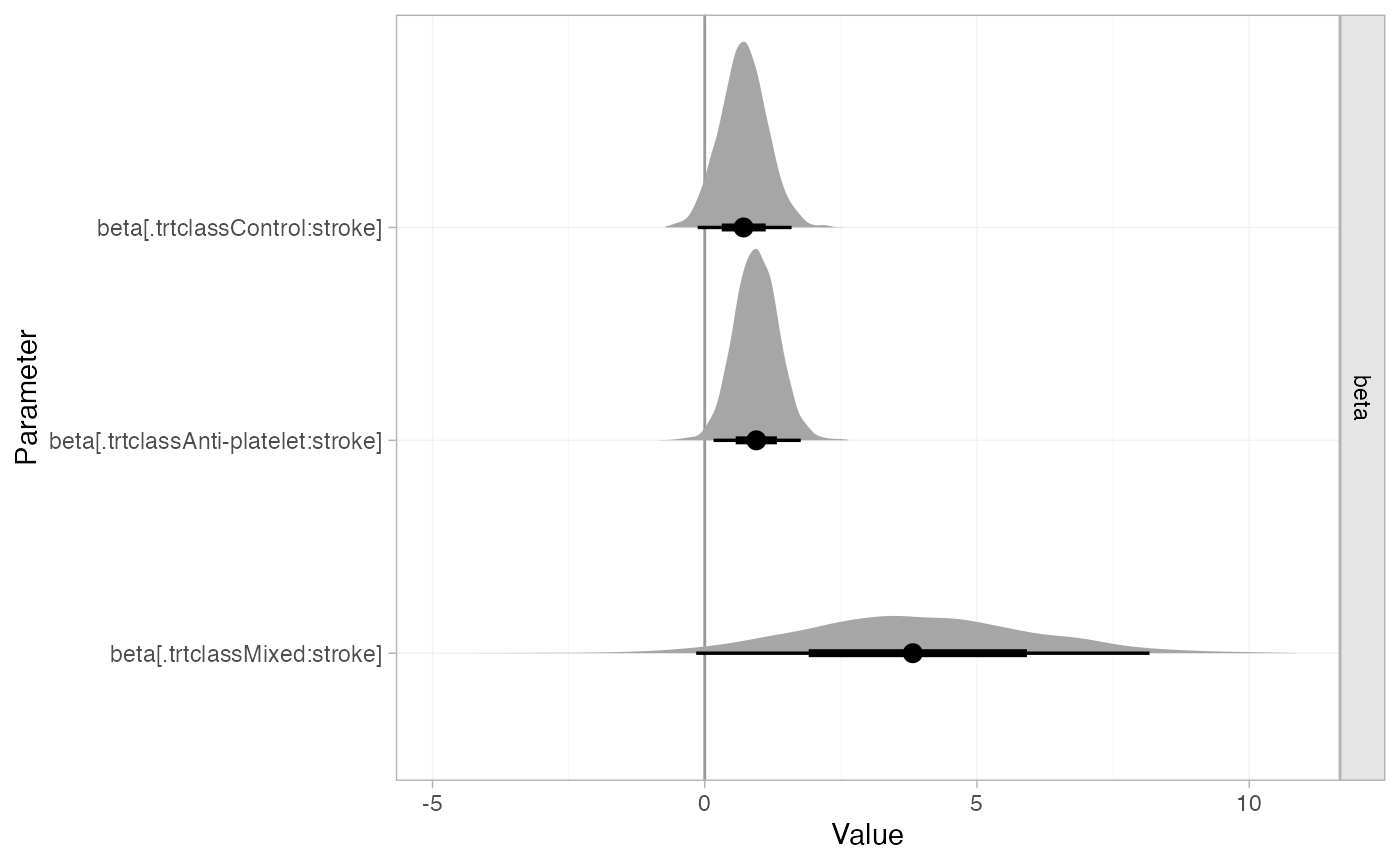 beta[.trtclassControl:stroke]
beta[.trtclassAnti-platelet:stroke]
beta[.trtclassMixed:stroke]
Parameter
beta
-5 0 5 10
Value